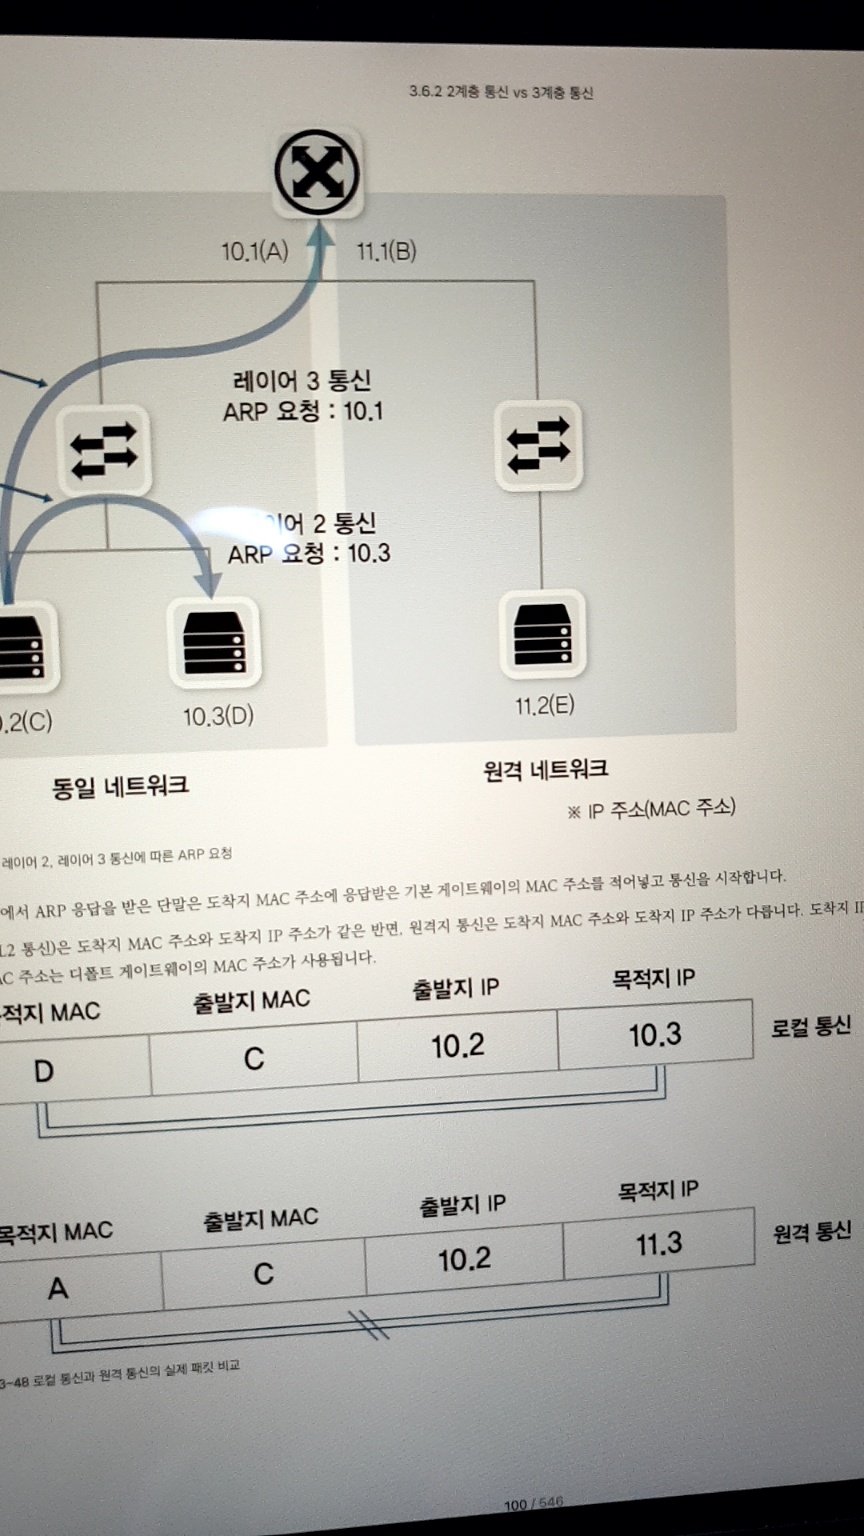 3.6.2 2계층 통신 vs 3계층 통신
10.1(A)
11.1(B)
레이어 3 통신
ARP 요청 : 10.1
이어 2 통신
ARP 요청 : 10.3
.2(C)
10.3(D)
11.2(E)
동일 네트워크
원격 네트워크
※ IP 주소(MAC 주소)
레이어 2, 레이어 3 통신에 따른 ARP 요청
에서 ARP 응답을 받은 단말은 도착지 MAC 주소에 응답받은 기본 게이트웨이의 MAC 주소를 적어넣고 통신을 시작합니다.
L2 통신)은 도착지 MAC 주소와 도착지 IP 주소가 같은 반면, 원격지 통신은 도착지 MAC 주소와 도착지 IP 주소가 다릅니다. 도착지 IP
AC 주소는 디폴트 게이트웨이의 MAC 주소가 사용됩니다.
적지 MAC 출발지 MAC 출발지 IP 목적지 IP
D C 10.2 10.3 로컬 통신
목적지 MAC 출발지 MAC 출발지 IP 목적지 IP
A C 10.2 11.3 원격 통신
3-48 로컬 통신과 원격 통신의 실제 패킷 비교
100 / 546